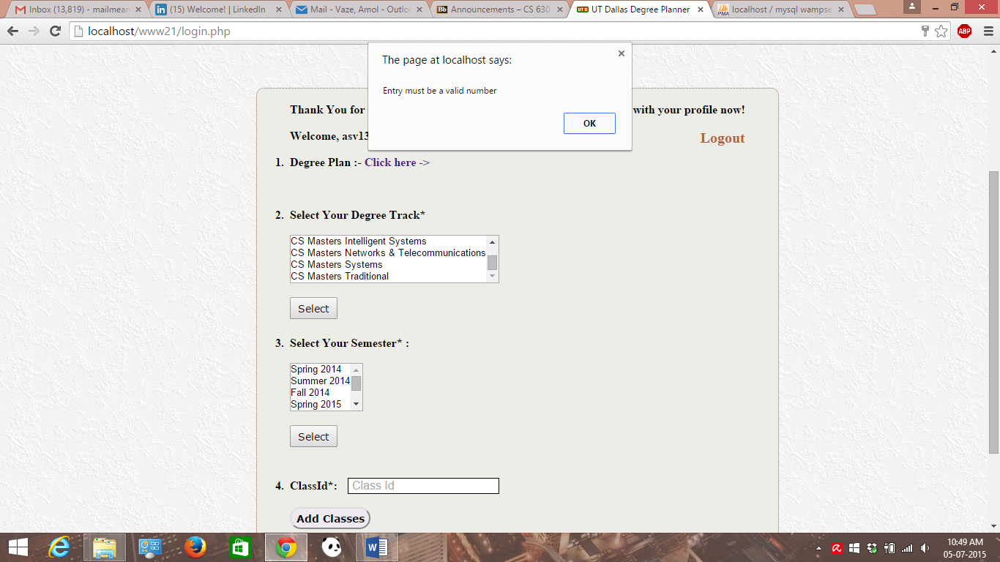 Inbox (13,819) - mailmean
(15) Welcome! | LinkedIn
Mail - Vaze, Amol - Outloo
Bb Announcements – CS 630
UTD UT Dallas Degree Planner
PMA localhost / mysql wampse
localhost/www21/login.php
ABP
The page at localhost says:
Entry must be a valid number
OK
Thank You for
with your profile now!
Welcome, asv13
Logout
1. Degree Plan :- Click here ->
2. Select Your Degree Track*
CS Masters Intelligent Systems
CS Masters Networks & Telecommunications
CS Masters Systems
CS Masters Traditional
Select
3. Select Your Semester* :
Spring 2014
Summer 2014
Fall 2014
Spring 2015
Select
4. ClassId*: Class Id
Add Classes
10:49 AM
05-07-2015